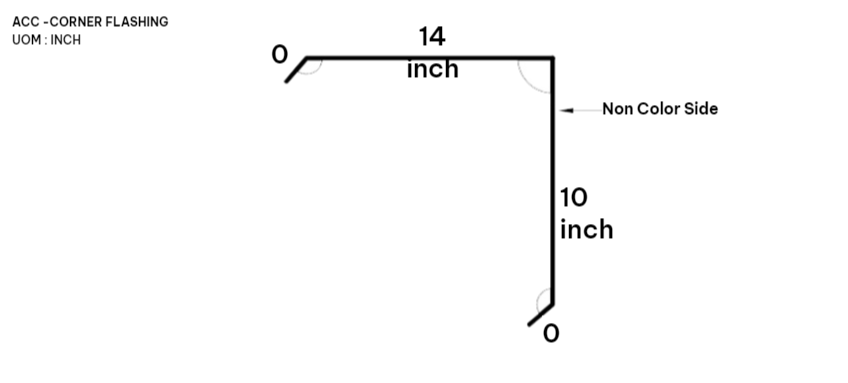 ACC -CORNER FLASHING
UOM : INCH
14
inch
0
Non Color Side
10
inch
0